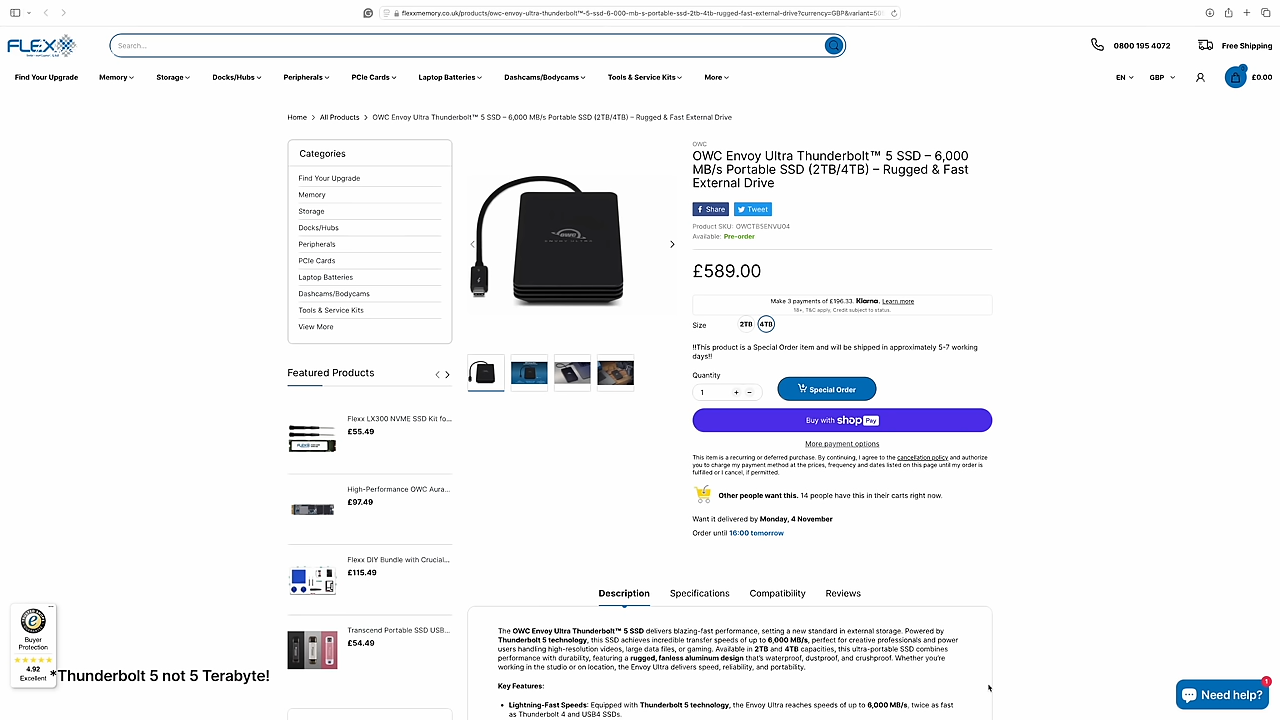 flexxmemory.co.uk/products/owc-envoy-ultra-thunderbolt™-5-ssd-6-000-mb-s-portable-ssd-2tb-4tb-rugged-fast-external-drive?currency=GBP&variant=
FLEX
Search...
0800 195 4072
Free Shipping
Find Your Upgrade
Memory
Storage
Docks/Hubs
Peripherals
PCIe Cards
Laptop Batteries
Dashcams/Bodycams
Tools & Service Kits
More
EN
GBP
0
£0.00
Home > All Products > OWC Envoy Ultra Thunderbolt™ 5 SSD – 6,000 MB/s Portable SSD (2TB/4TB) – Rugged & Fast External Drive
Categories
Find Your Upgrade
Memory
Storage
Docks/Hubs
Peripherals
PCIe Cards
Laptop Batteries
Dashcams/Bodycams
Tools & Service Kits
View More
Featured Products
Flexx LX300 NVME SSD Kit fo...
£55.49
High-Performance OWC Aura...
£97.49
Flexx DIY Bundle with Crucial...
£115.49
Transcend Portable SSD USB...
£54.49
OWC
ENVOY ULTRA
OWC
OWC Envoy Ultra Thunderbolt™ 5 SSD – 6,000
MB/s Portable SSD (2TB/4TB) – Rugged & Fast
External Drive
Share
Tweet
Product SKU: OWCTB5ENVU04
Available: Pre-order
£589.00
Make 3 payments of £196.33. Klarna. Learn more
18+, T&C apply, Credit subject to status.
Size
2TB
4TB
!!This product is a Special Order item and will be shipped in approximately 5-7 working
days!!
Quantity
1 + −
Special Order
Buy with shop Pay
More payment options
This item is a recurring or deferred purchase. By continuing, I agree to the cancellation policy and authorize
you to charge my payment method at the prices, frequency and dates listed on this page until my order is
fulfilled or I cancel, if permitted.
Other people want this. 14 people have this in their carts right now.
Want it delivered by Monday, 4 November
Order until 16:00 tomorrow
Description
Specifications
Compatibility
Reviews
The OWC Envoy Ultra Thunderbolt™ 5 SSD delivers blazing-fast performance, setting a new standard in external storage. Powered by
Thunderbolt 5 technology, this SSD achieves incredible transfer speeds of up to 6,000 MB/s, perfect for creative professionals and power
users handling high-resolution videos, large data files, or gaming. Available in 2TB and 4TB capacities, this ultra-portable SSD combines
performance with durability, featuring a rugged, fanless aluminum design that's waterproof, dustproof, and crushproof. Whether you're
working in the studio or on location, the Envoy Ultra delivers speed, reliability, and portability.
Key Features:
• Lightning-Fast Speeds: Equipped with Thunderbolt 5 technology, the Envoy Ultra reaches speeds of up to 6,000 MB/s, twice as fast
as Thunderbolt 4 and USB4 SSDs.
Buyer
Protection
4.92
Excellent
*Thunderbolt 5 not 5 Terabyte!
Need help?
1